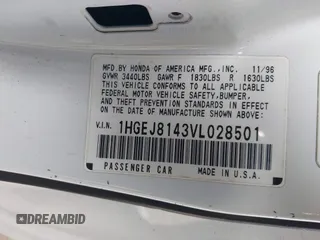 MFD. BY HONDA OF AMERICA MFG., INC. 11/96
GVWR 3440LBS GAWR F 1830LBS R 1630LBS
THIS VEHICLE CONFORMS TO ALL APPLICABLE
FEDERAL MOTOR VEHICLE SAFETY, BUMPER,
AND THEFT PREVENTION STANDARDS IN EFFECT
ON THE DATE OF MANUFACTURE SHOWN ABOVE.
V.I.N. 1HGEJ8143VL028501
PASSENGER CAR MADE IN U.S.A.
DREAMBID